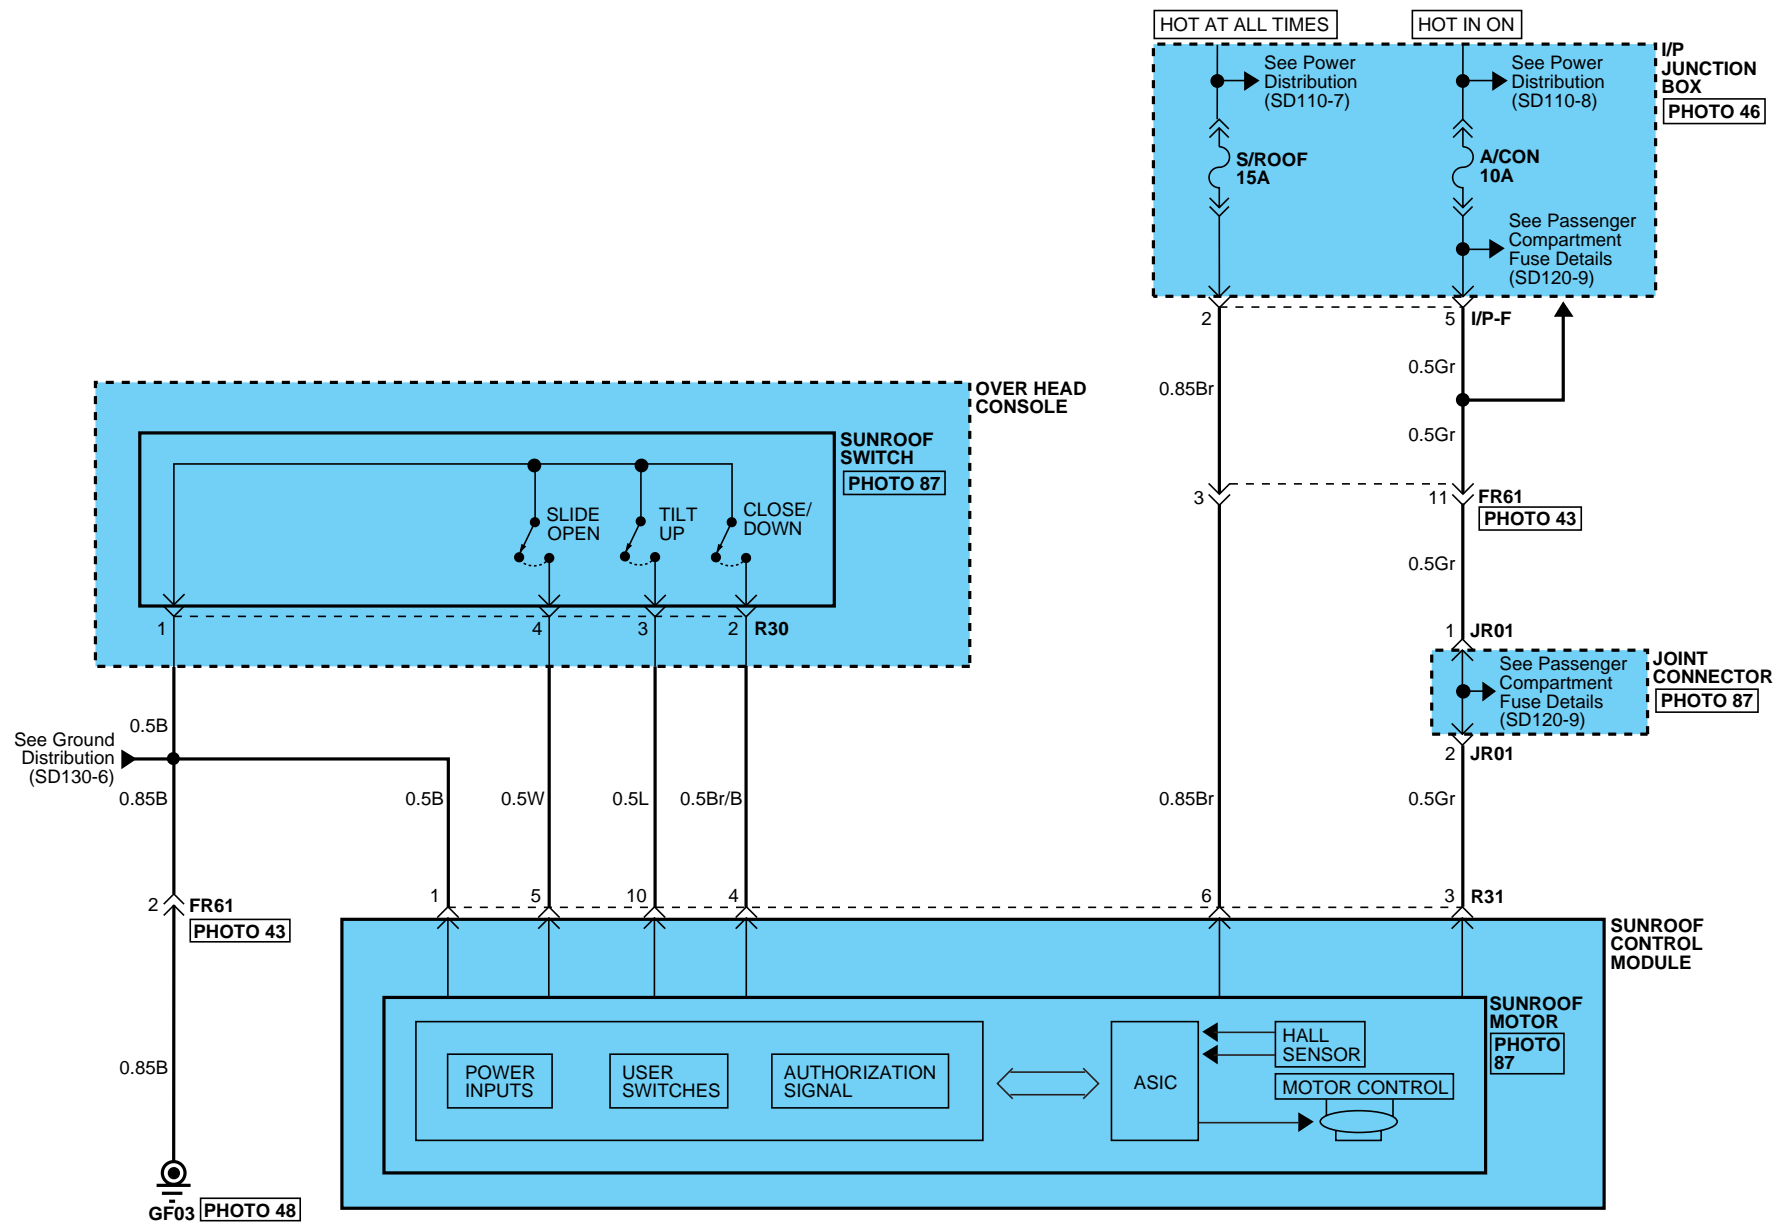 HOT AT ALL TIMES
HOT IN ON
I/P
JUNCTION
BOX
PHOTO 46
See Power
Distribution
(SD110-7)
See Power
Distribution
(SD110-8)
S/ROOF
15A
A/CON
10A
See Passenger
Compartment
Fuse Details
(SD120-9)
2
5
I/P-F
0.85Br
0.5Gr
0.5Gr
OVER HEAD
CONSOLE
SUNROOF
SWITCH
PHOTO 87
SLIDE
OPEN
TILT
UP
CLOSE/
DOWN
3
11
FR61
PHOTO 43
0.5Gr
1
4
3
2
R30
1
JR01
See Passenger
Compartment
Fuse Details
(SD120-9)
JOINT
CONNECTOR
PHOTO 87
2
JR01
0.5B
See Ground
Distribution
(SD130-6)
0.85B
0.5B
0.5W
0.5L
0.5Br/B
0.85Br
0.5Gr
2
FR61
PHOTO 43
1
5
10
4
6
3
R31
SUNROOF
CONTROL
MODULE
SUNROOF
MOTOR
PHOTO
87
POWER
INPUTS
USER
SWITCHES
AUTHORIZATION
SIGNAL
ASIC
HALL
SENSOR
MOTOR CONTROL
0.85B
GF03
PHOTO 48